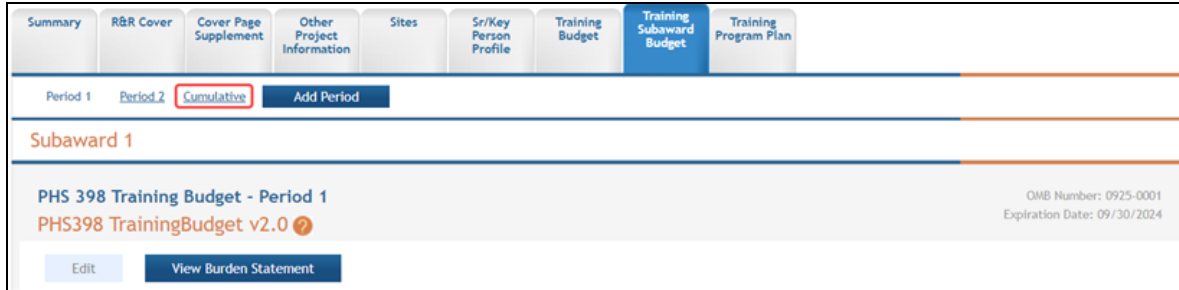 Summary
R&R Cover
Cover Page
Supplement
Other
Project
Information
Sites
Sr/Key
Person
Profile
Training
Budget
Training
Subaward
Budget
Training
Program Plan
Period 1 Period 2 Cumulative Add Period
Subaward 1
PHS 398 Training Budget - Period 1
OMB Number: 0925-0001
PHS398 TrainingBudget v2.0 ?
Expiration Date: 09/30/2024
Edit View Burden Statement